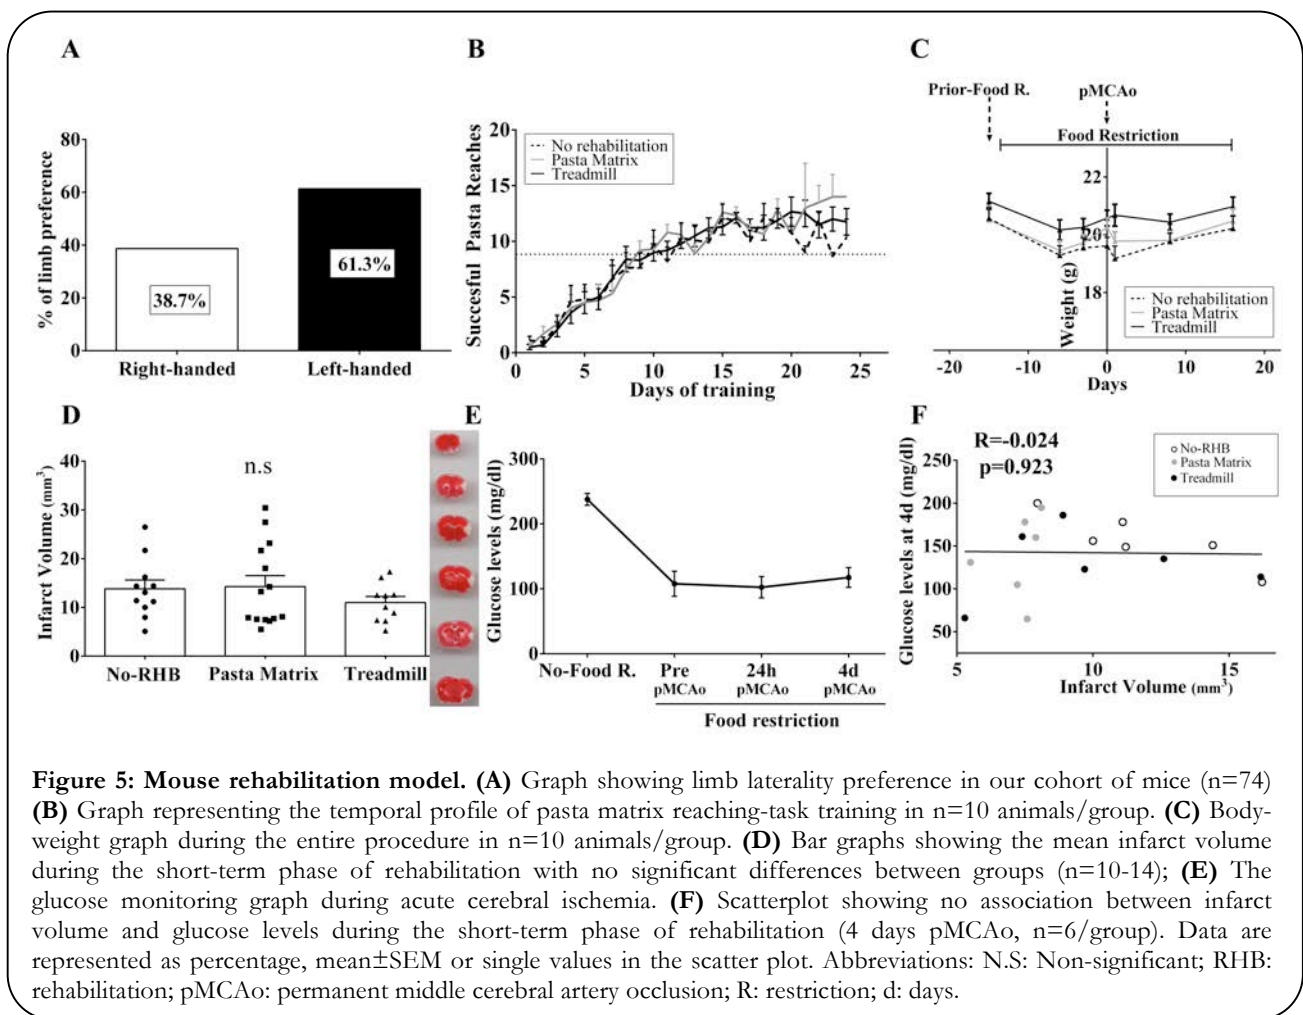 A
80
60
40
20
0
% of limb preference
38.7%
61.3%
Right-handed
Left-handed
B
20
15
10
5
0
Succesful Pasta Reaches
No rehabilitation
Pasta Matrix
Treadmill
0 5 10 15 20 25
Days of training
C
Prior-Food R.
pMCAo
Food Restriction
22
20
18
Weight (g)
No rehabilitation
Pasta Matrix
Treadmill
-20 -10 0 10 20
Days
D
40
30
20
10
0
Infarct Volume (mm³)
n.s
No-RHB
Pasta Matrix
Treadmill
E
300
200
100
0
Glucose levels (mg/dl)
No-Food R.
Pre
pMCAo
24h
pMCAo
4d
pMCAo
Food restriction
F
R=-0.024
p=0.923
No-RHB
Pasta Matrix
Treadmill
250
200
150
100
50
Glucose levels at 4d (mg/dl)
5 10 15
Infarct Volume (mm³)
Figure 5: Mouse rehabilitation model. (A) Graph showing limb laterality preference in our cohort of mice (n=74)
(B) Graph representing the temporal profile of pasta matrix reaching-task training in n=10 animals/group. (C) Body-
weight graph during the entire procedure in n=10 animals/group. (D) Bar graphs showing the mean infarct volume
during the short-term phase of rehabilitation with no significant differences between groups (n=10-14); (E) The
glucose monitoring graph during acute cerebral ischemia. (F) Scatterplot showing no association between infarct
volume and glucose levels during the short-term phase of rehabilitation (4 days pMCAo, n=6/group). Data are
represented as percentage, mean±SEM or single values in the scatter plot. Abbreviations: N.S: Non-significant; RHB:
rehabilitation; pMCAo: permanent middle cerebral artery occlusion; R: restriction; d: days.